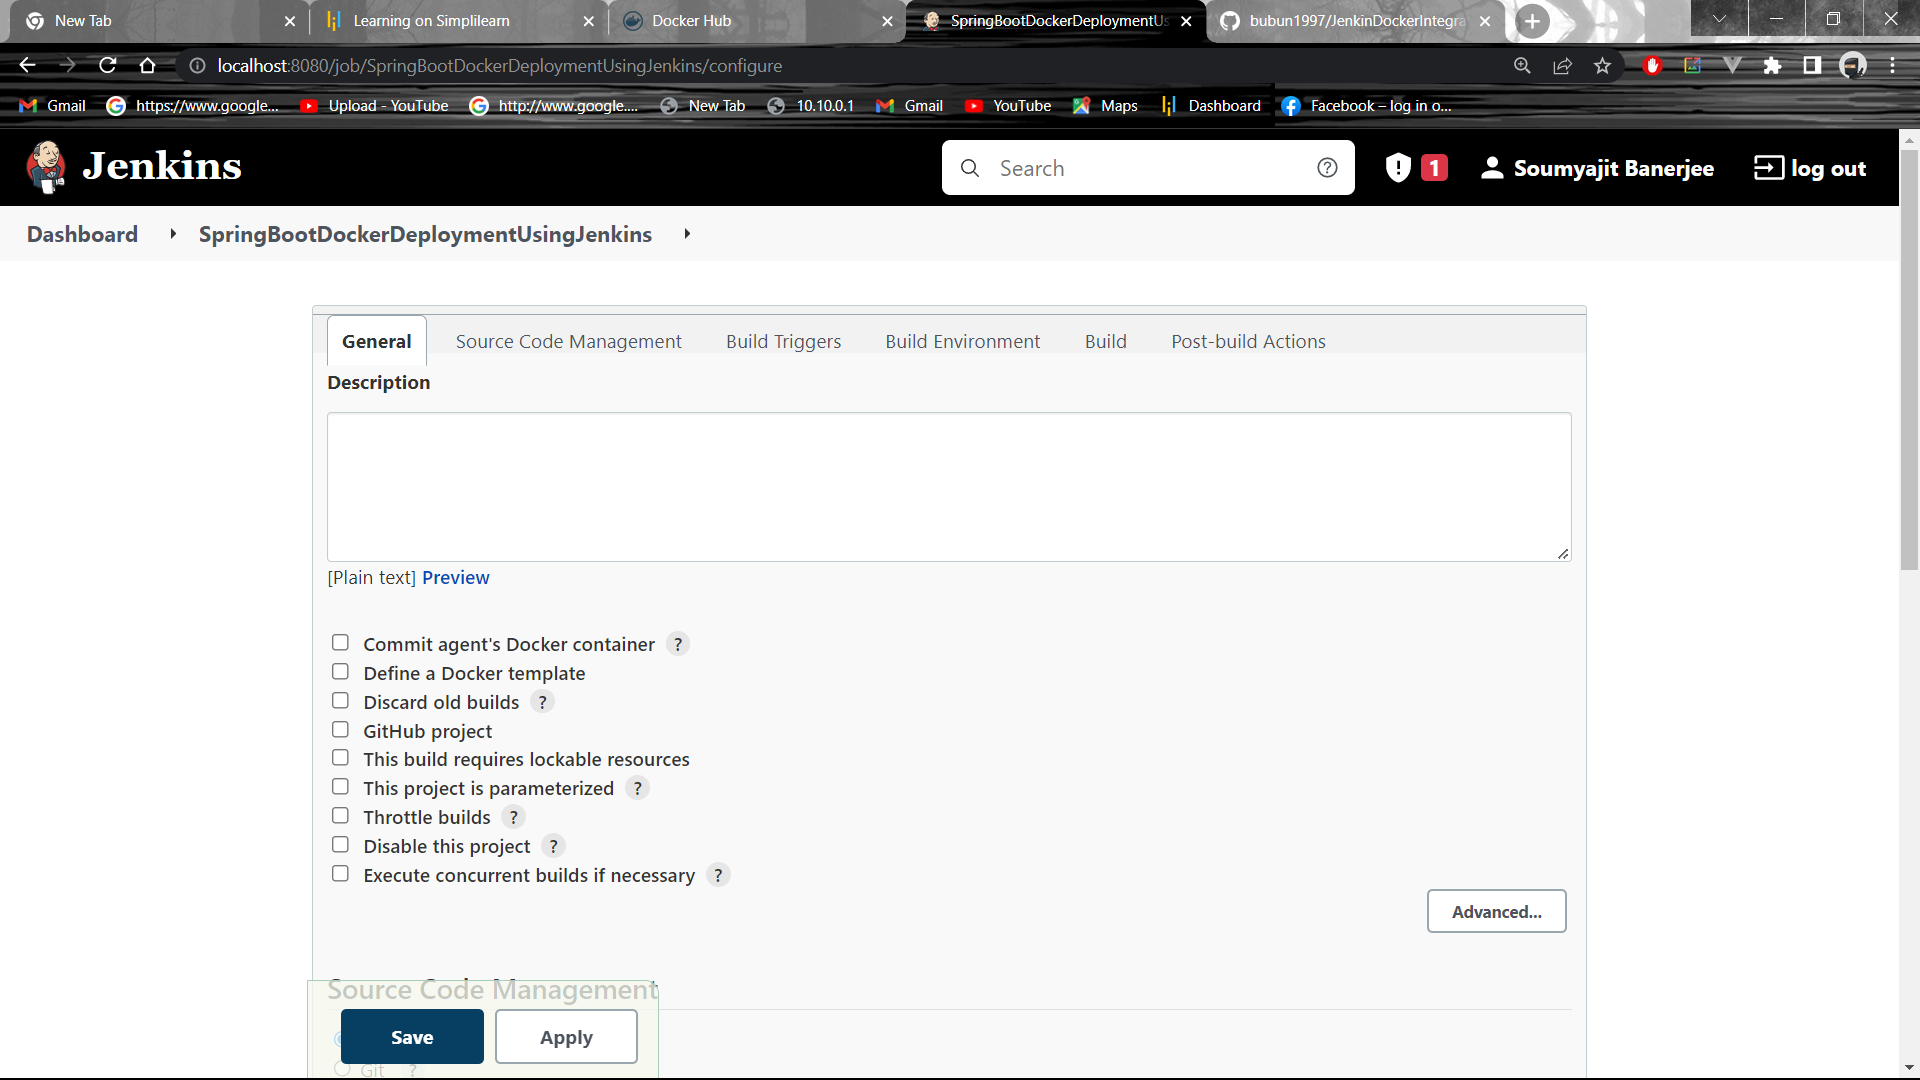 New Tab
Learning on Simplilearn
Docker Hub
SpringBootDockerDeploymentUs
bubun1997/JenkinDockerIntegra
localhost:8080/job/SpringBootDockerDeploymentUsingJenkins/configure
Gmail
https://www.google...
Upload - YouTube
http://www.google....
New Tab
10.10.0.1
Gmail
YouTube
Maps
Dashboard
Facebook – log in o...
Jenkins
Search
1
Soumyajit Banerjee
log out
Dashboard
SpringBootDockerDeploymentUsingJenkins
General
Source Code Management
Build Triggers
Build Environment
Build
Post-build Actions
Description
[Plain text] Preview
Commit agent's Docker container ?
Define a Docker template
Discard old builds ?
GitHub project
This build requires lockable resources
This project is parameterized ?
Throttle builds ?
Disable this project ?
Execute concurrent builds if necessary ?
Advanced...
Source Code Management
Save
Apply
Git ?